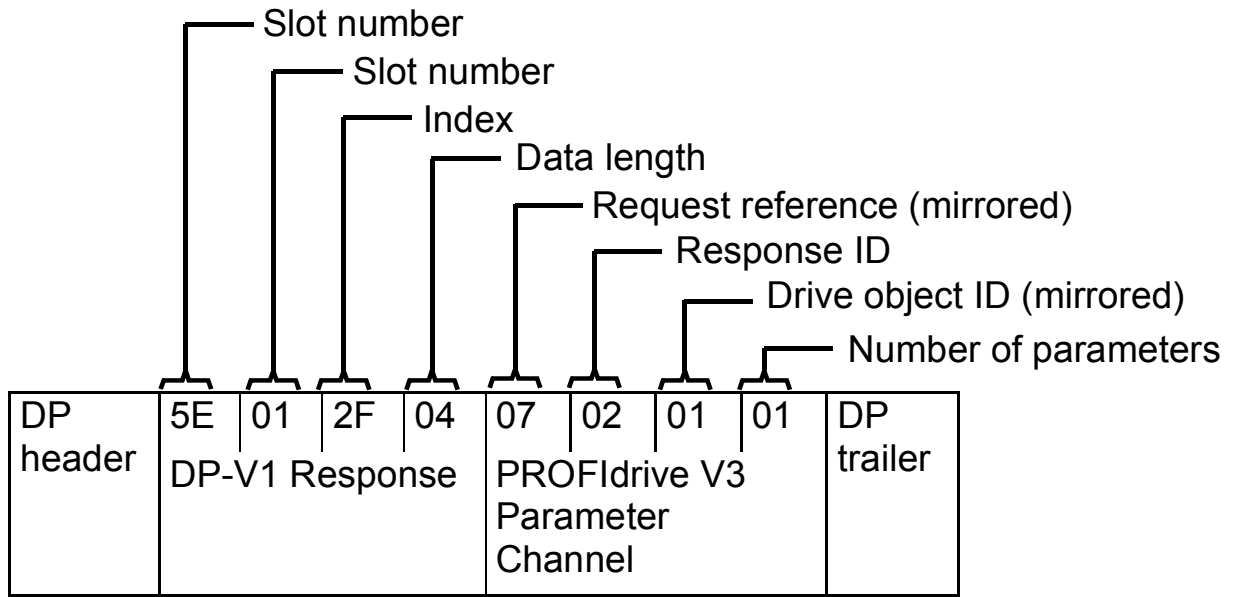 Slot number
Slot number
Index
Data length
Request reference (mirrored)
Response ID
Drive object ID (mirrored)
Number of parameters
DP header
5E 01 2F 04
DP-V1 Response
07 02 01 01
PROFIdrive V3
Parameter
Channel
DP
trailer